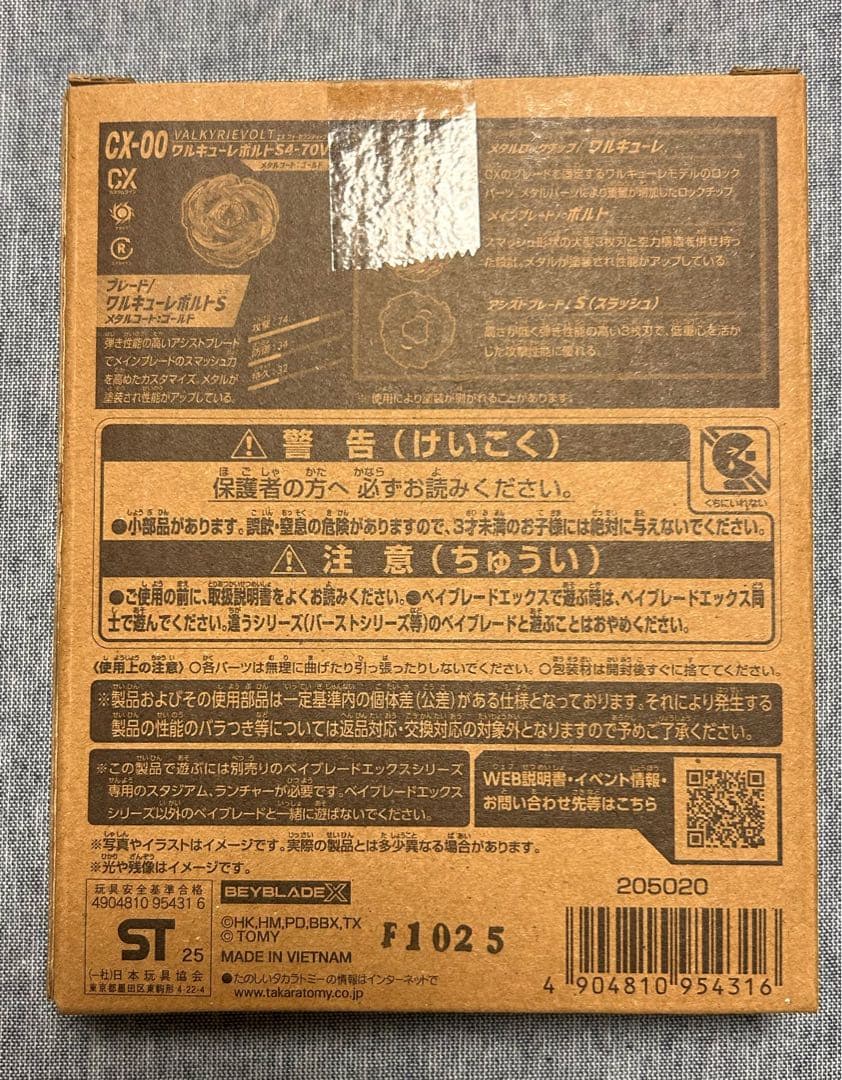 CX-00
VALKYRIEVOLT
ワルキューレボルトS4-70V
メタルコート:ゴールド
CX
R
ブレード/
ワルキューレボルトS
メタルコート:ゴールド
弾き性能の高いアシストブレード
でメインブレードのスマッシュ力
を高めたカスタマイズ。メタルが
塗装され性能がアップしている。
攻撃:74
防御:34
持久:32
メタルロックチップ/ワルキューレ
CXのブレードを固定するワルキューレモデルのロック
パーツ。メタルパーツにより重量が増加したロックチップ。
メインブレード/ボルト
スマッシュ形状の大型3枚刃と空力構造を併せ持っ
た設計。メタルが塗装され性能がアップしている。
アシストブレード:S(スラッシュ)
高さが低く弾き性能の高い3枚刃で、低重心を活か
した攻撃性能に優れる。
※使用により塗装が剥がれることがあります。
警告(けいこく)
保護者の方へ 必ずお読みください。
●小部品があります。誤飲・窒息の危険がありますので、3才未満のお子様には絶対に与えないでください。
くちにいれない
注意(ちゅうい)
●ご使用の前に、取扱説明書をよくお読みください。●ベイブレードエックスで遊ぶ時は、ベイブレードエックス同
士で遊んでください。違うシリーズ(バーストシリーズ等)のベイブレードと遊ぶことはおやめください。
〈使用上の注意〉○各パーツは無理に曲げたり引っ張ったりしないでください。○包装材は開封後すぐに捨ててください。
※製品およびその使用部品は一定基準内の個体差(公差)がある仕様となっております。それにより発生する
製品の性能のバラつき等については返品対応・交換対応の対象外となりますので予めご了承ください。
※この製品で遊ぶには別売りのベイブレードエックスシリーズ
専用のスタジアム、ランチャーが必要です。ベイブレードエックス
シリーズ以外のベイブレードと一緒に遊ばないでください。
WEB説明書・イベント情報・
お問い合わせ先等はこちら
※写真やイラストはイメージです。実際の製品とは多少異なる場合があります。
※光や残像はイメージです。
玩具安全基準合格
4904810 95431 6
ST 25
(一社)日本玩具協会
東京都墨田区東駒形4-22-4
BEYBLADE X
©HK,HM,PD,BBX,TX
© TOMY
MADE IN VIETNAM
●たのしいタカラトミーの情報はインターネットで
www.takaratomy.co.jp
F1025
205020
4 904810 954316